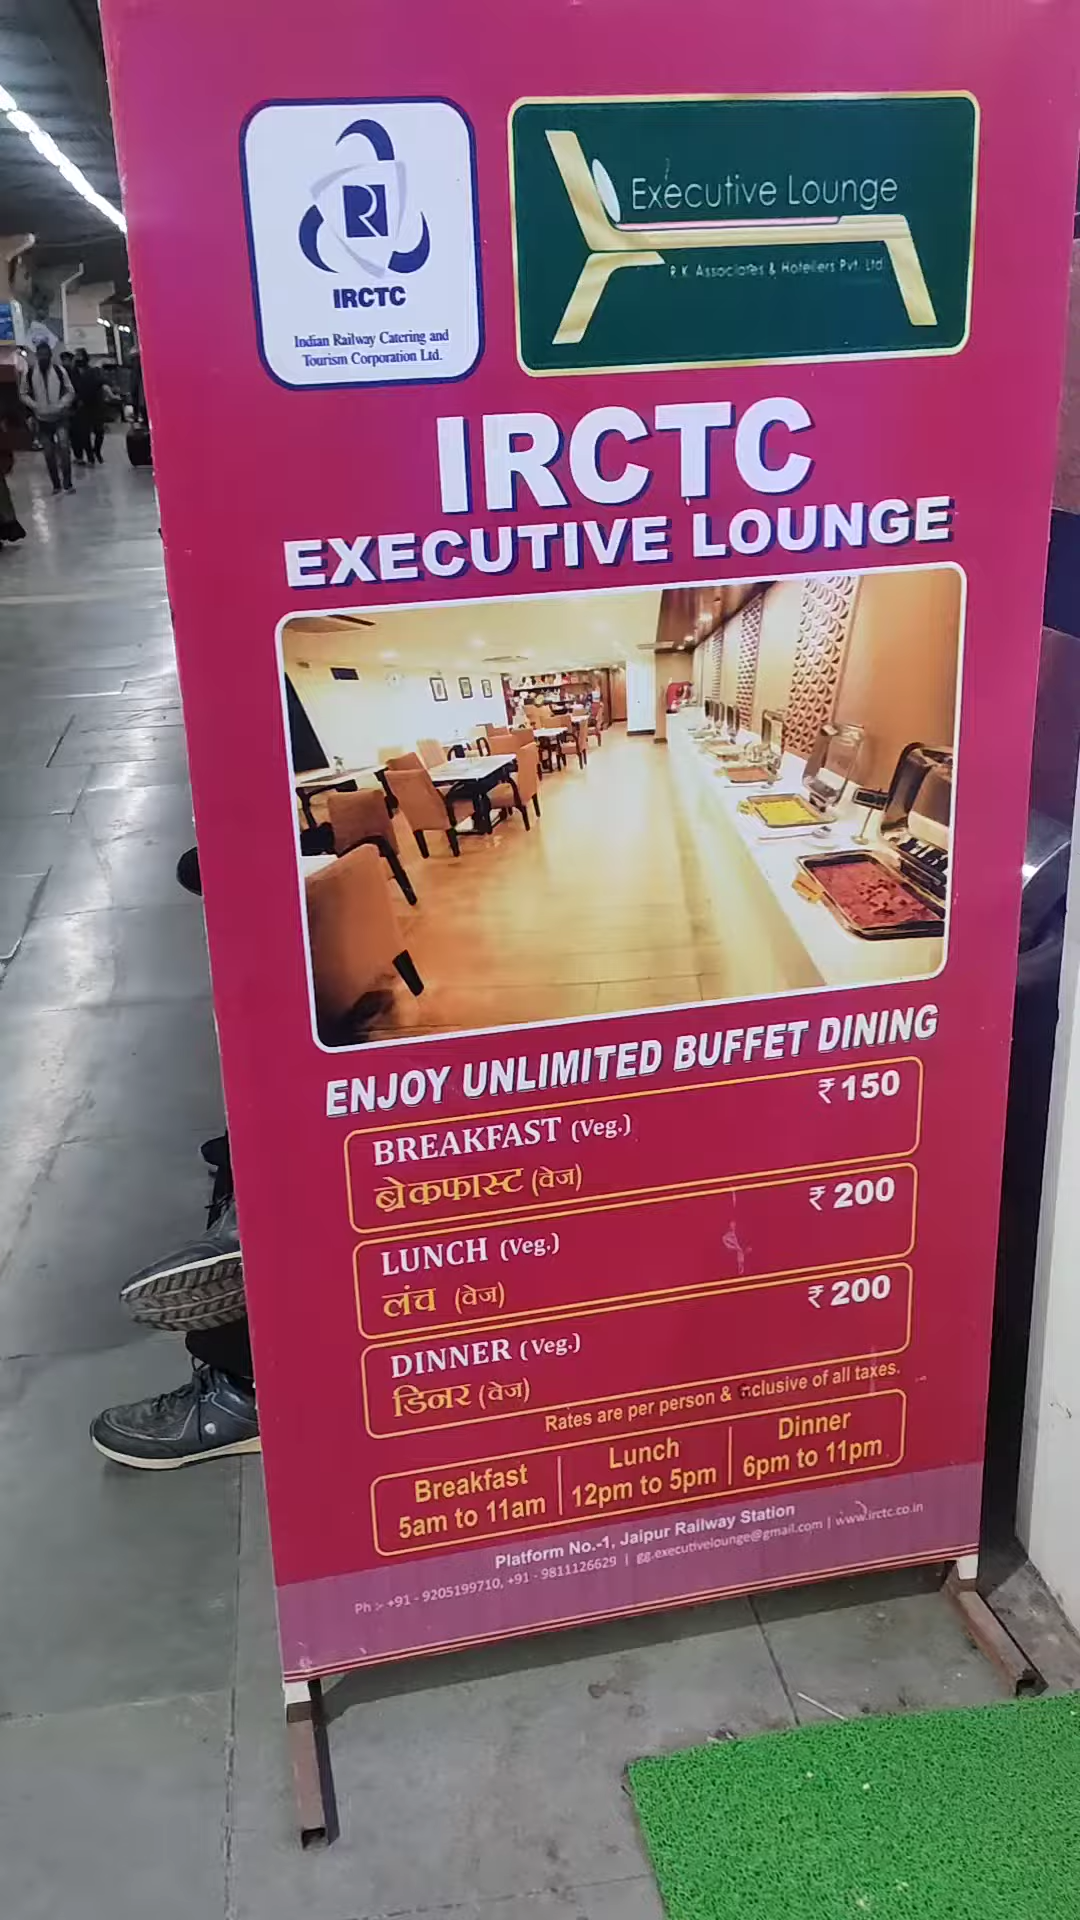 IRCTC
Indian Railway Catering and
Tourism Corporation Ltd.
Executive Lounge
R K Associates & Hoteliers Pvt. Ltd.
IRCTC
EXECUTIVE LOUNGE
ENJOY UNLIMITED BUFFET DINING
BREAKFAST (Veg.) ₹ 150
ब्रेकफास्ट (वेज)
LUNCH (Veg.) ₹ 200
लंच (वेज)
DINNER (Veg.) ₹ 200
डिनर (वेज)
Rates are per person & inclusive of all taxes.
Breakfast
5am to 11am
Lunch
12pm to 5pm
Dinner
6pm to 11pm
Platform No.-1, Jaipur Railway Station
Ph :- +91 - 9205199710, +91 - 9811126629 | gg.executivelounge@gmail.com | www.irctc.co.in